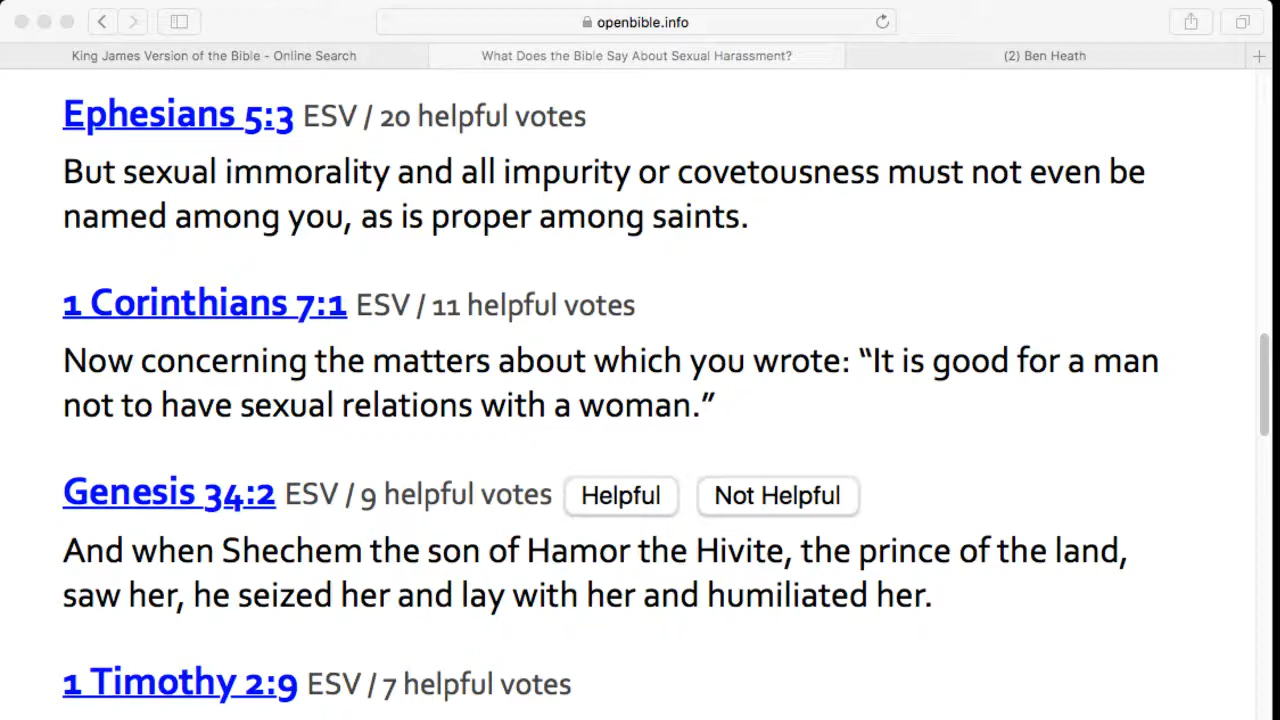 openbible.info
King James Version of the Bible - Online Search
What Does the Bible Say About Sexual Harassment?
(2) Ben Heath
Ephesians 5:3 ESV / 20 helpful votes
But sexual immorality and all impurity or covetousness must not even be
named among you, as is proper among saints.
1 Corinthians 7:1 ESV / 11 helpful votes
Now concerning the matters about which you wrote: “It is good for a man
not to have sexual relations with a woman.”
Genesis 34:2 ESV / 9 helpful votes Helpful Not Helpful
And when Shechem the son of Hamor the Hivite, the prince of the land,
saw her, he seized her and lay with her and humiliated her.
1 Timothy 2:9 ESV / 7 helpful votes